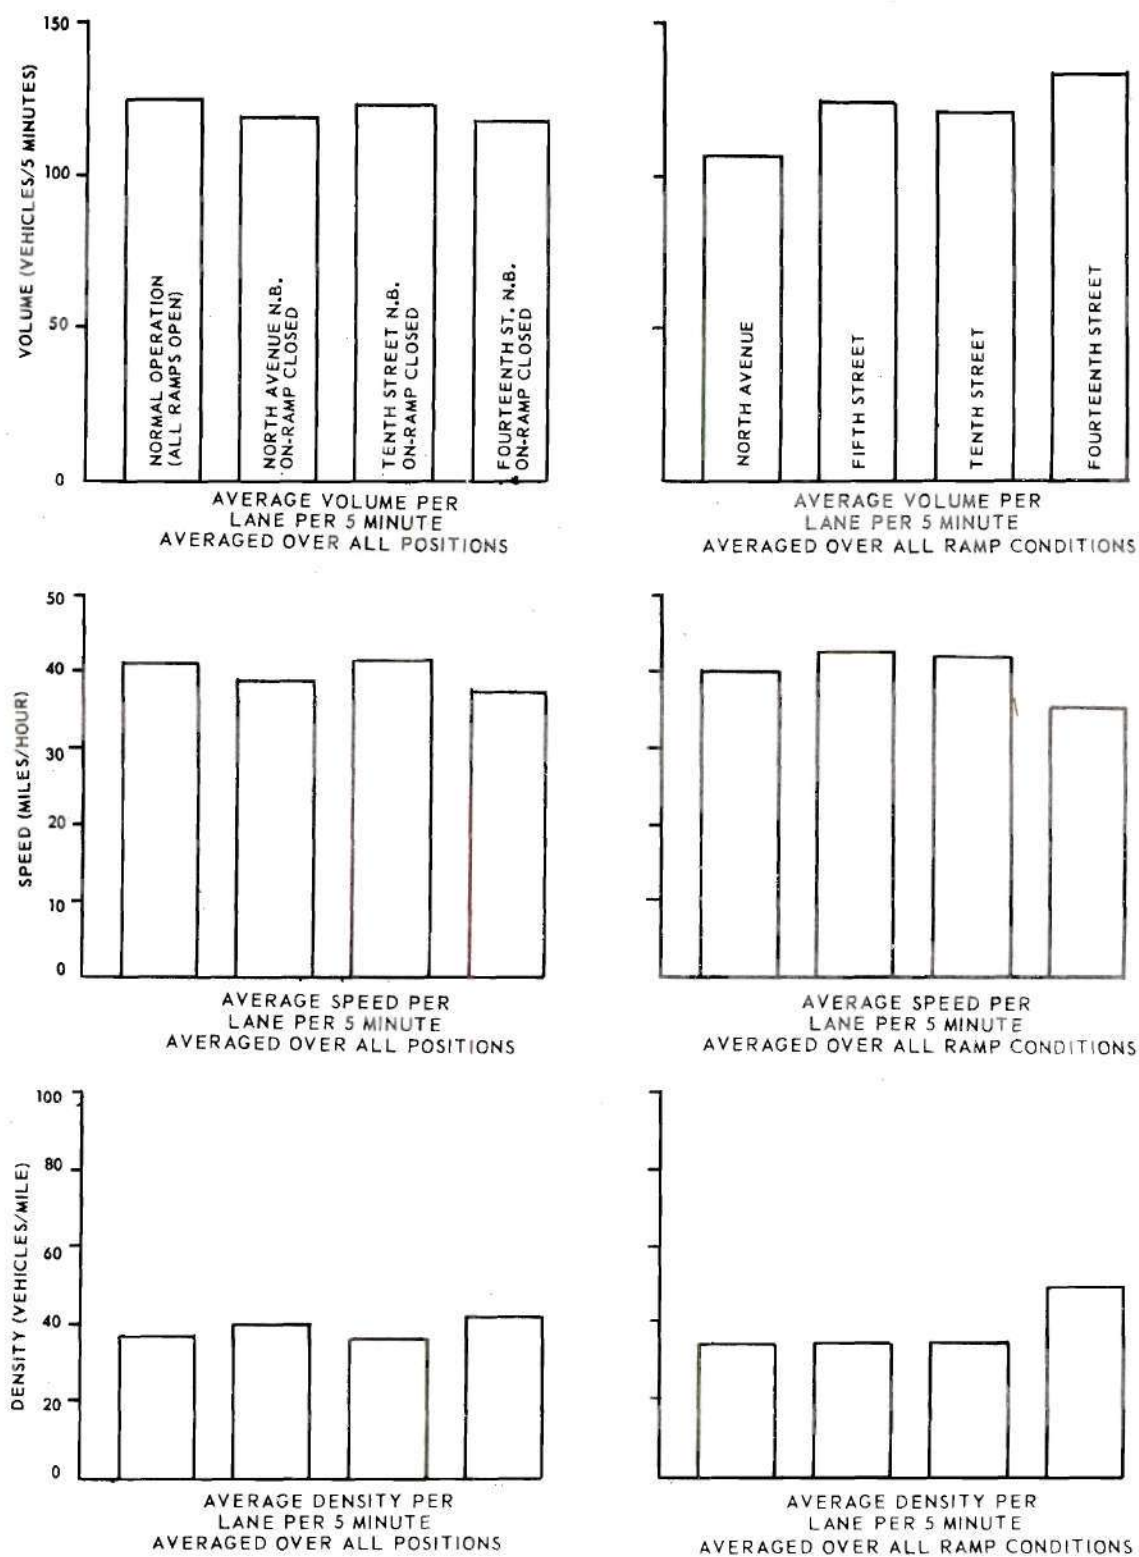 150
100
50
0
VOLUME (VEHICLES/5 MINUTES)
NORMAL OPERATION
(ALL RAMPS OPEN)
NORTH AVENUE N.B.
ON-RAMP CLOSED
TENTH STREET N.B.
ON-RAMP CLOSED
FOURTEENTH ST. N.B.
ON-RAMP CLOSED
AVERAGE VOLUME PER
LANE PER 5 MINUTE
AVERAGED OVER ALL POSITIONS
NORTH AVENUE
FIFTH STREET
TENTH STREET
FOURTEENTH STREET
AVERAGE VOLUME PER
LANE PER 5 MINUTE
AVERAGED OVER ALL RAMP CONDITIONS
50
40
30
20
10
0
SPEED (MILES/HOUR)
AVERAGE SPEED PER
LANE PER 5 MINUTE
AVERAGED OVER ALL POSITIONS
AVERAGE SPEED PER
LANE PER 5 MINUTE
AVERAGED OVER ALL RAMP CONDITIONS
100
80
60
40
20
0
DENSITY (VEHICLES/MILE)
AVERAGE DENSITY PER
LANE PER 5 MINUTE
AVERAGED OVER ALL POSITIONS
AVERAGE DENSITY PER
LANE PER 5 MINUTE
AVERAGED OVER ALL RAMP CONDITIONS